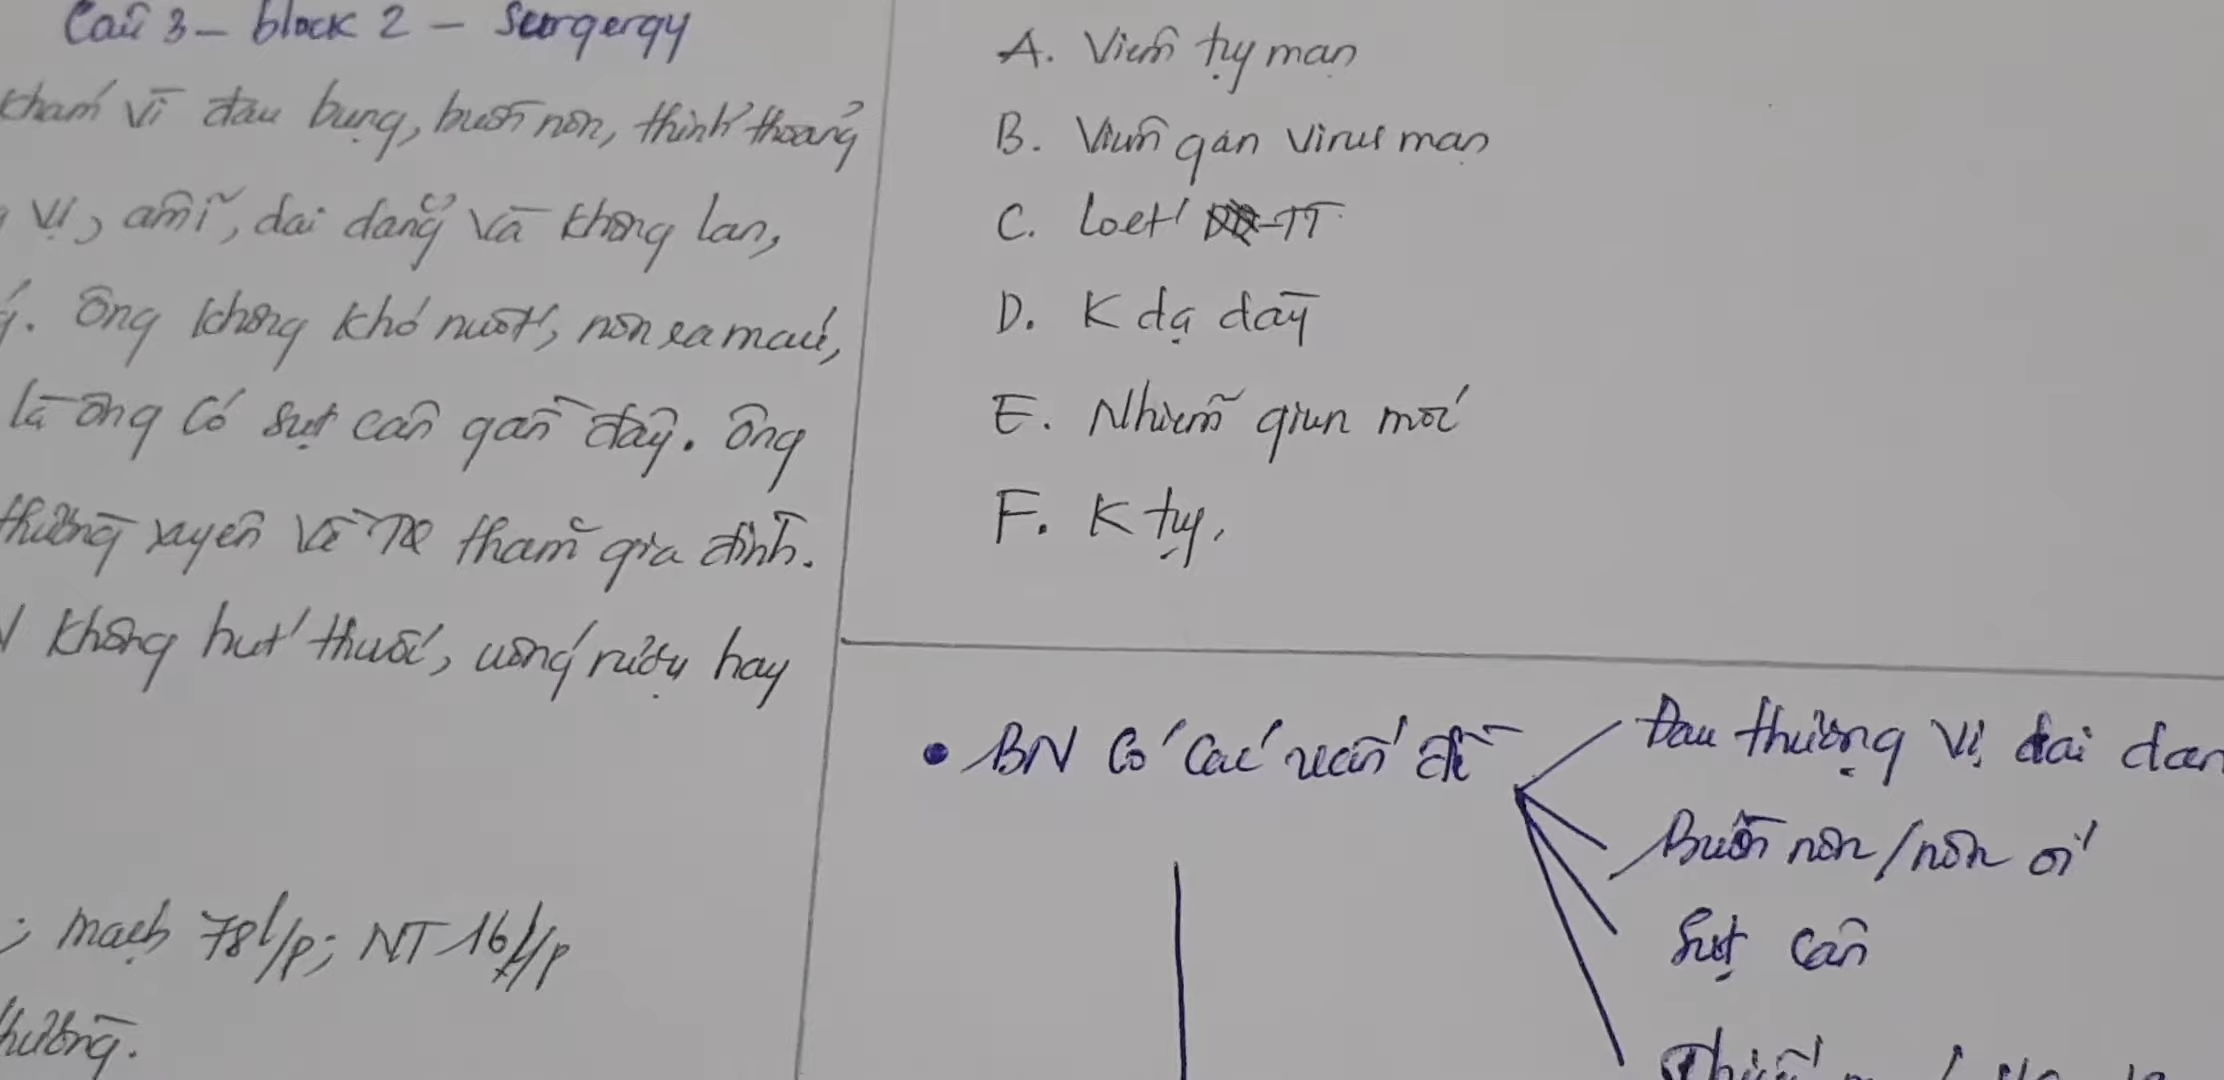 Câu 3 - block 2 - Seurgergy
khám vì đau bụng, buồn nôn, thỉnh thoảng
vị, âm ỉ, dai dẳng và không lan,
Ông không khó nuốt, nôn ra máu,
là ông có sụt cân gần đây. Ông
thường xuyên về TQ thăm gia đình.
không hút thuốc, uống rượu hay
; mạch 78l/p; NT 16l/p
thường.
A. Viêm tụy mạn
B. Viêm gan virus mạn
C. Loét -TT
D. K dạ dày
E. Nhiễm giun móc
F. K tụy.
• BN có các vấn đề
Đau thượng vị dai dẳn
Buồn nôn/nôn ói
Sụt cân